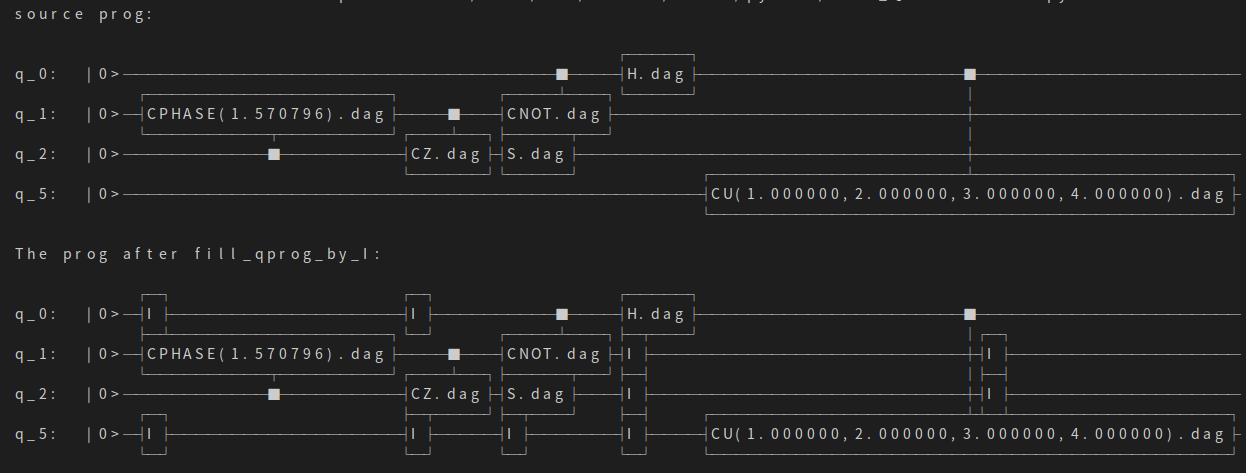 source prog:
q_0: |0>─■─┤H.dag├─■─
q_1: |0>─┤CPHASE(1.570796).dag├─■─┤CNOT.dag├─
q_2: |0>─■─┤CZ.dag├─┤S.dag├─
q_5: |0>─┤CU(1.000000,2.000000,3.000000,4.000000).dag├─
The prog after fill_qprog_by_I:
q_0: |0>─┤I├─┤I├─■─┤H.dag├─■─
q_1: |0>─┤CPHASE(1.570796).dag├─■─┤CNOT.dag├─┤I├─┤I├─
q_2: |0>─■─┤CZ.dag├─┤S.dag├─┤I├─┤I├─
q_5: |0>─┤I├─┤I├─┤I├─┤I├─┤CU(1.000000,2.000000,3.000000,4.000000).dag├─